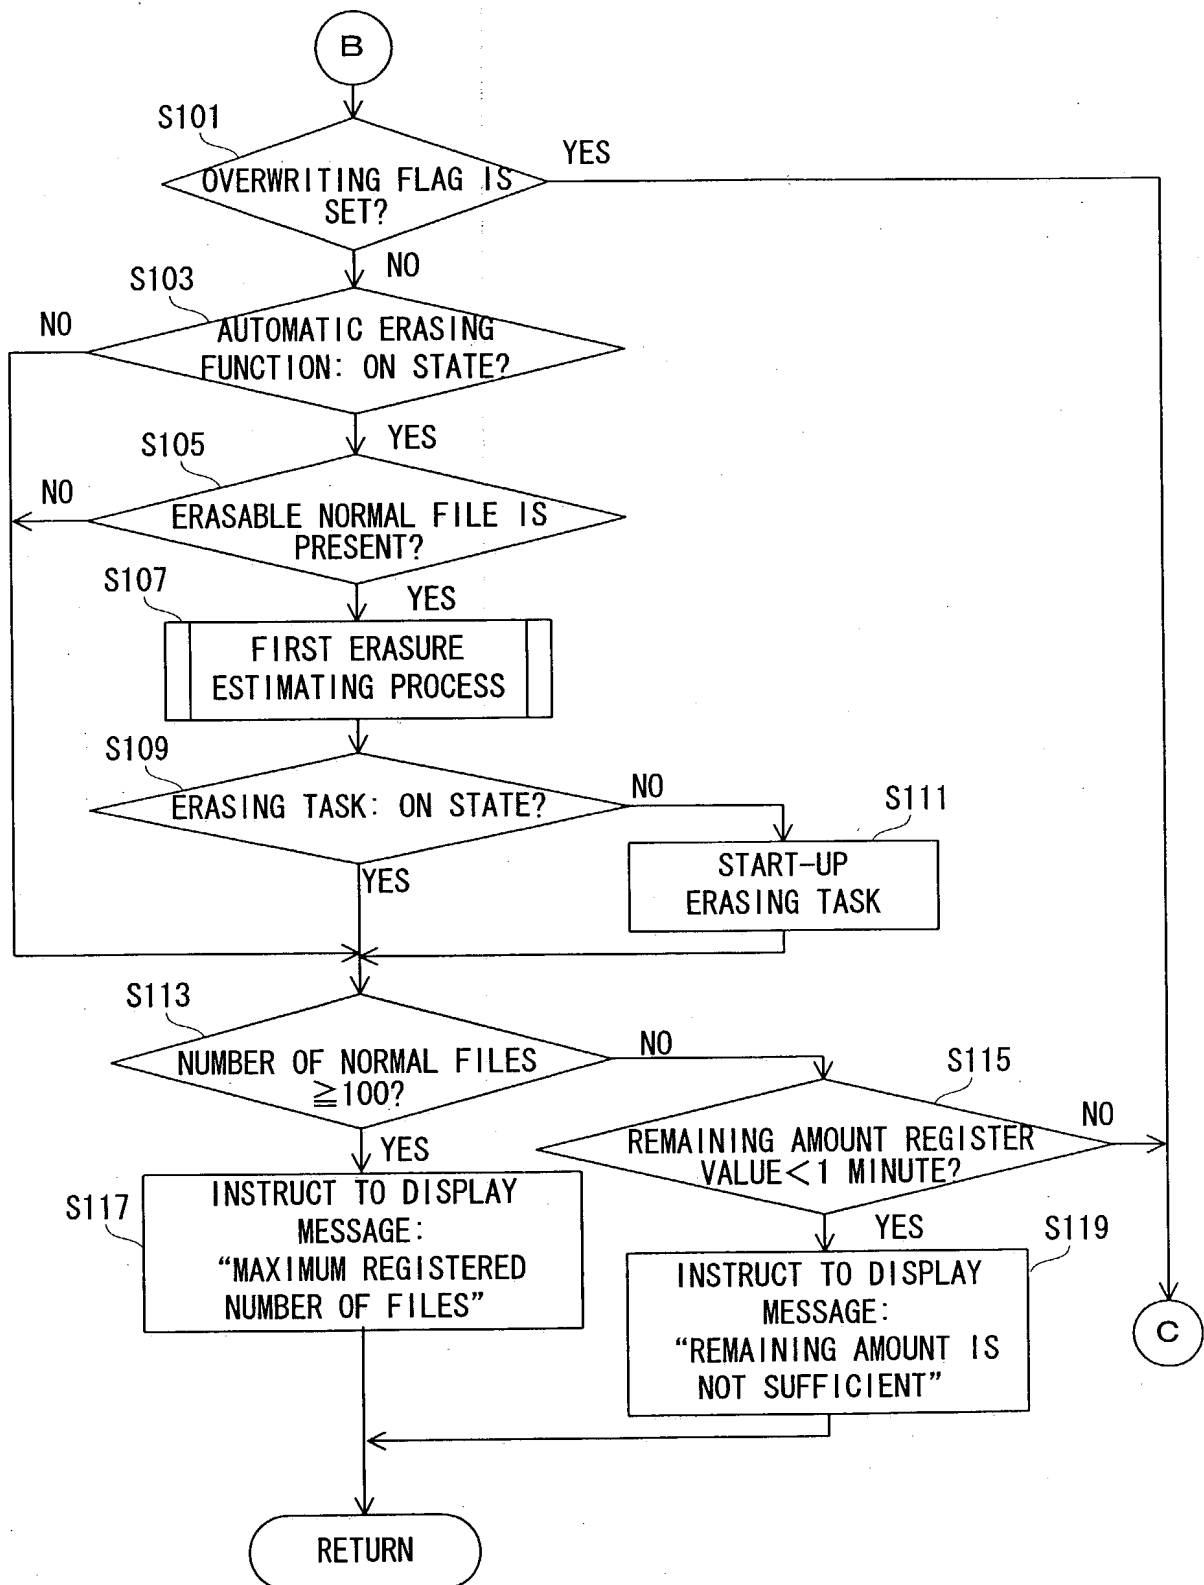 B
S101
YES
OVERWRITING FLAG IS
SET?
NO
S103
NO
AUTOMATIC ERASING
FUNCTION: ON STATE?
YES
S105
NO
ERASABLE NORMAL FILE IS
PRESENT?
S107
YES
FIRST ERASURE
ESTIMATING PROCESS
S109
NO
ERASING TASK: ON STATE?
S111
START-UP
ERASING TASK
YES
S113
NO
NUMBER OF NORMAL FILES
≧100?
S115
NO
REMAINING AMOUNT REGISTER
VALUE<1 MINUTE?
YES
S117
INSTRUCT TO DISPLAY
MESSAGE:
“MAXIMUM REGISTERED
NUMBER OF FILES”
YES
S119
INSTRUCT TO DISPLAY
MESSAGE:
“REMAINING AMOUNT IS
NOT SUFFICIENT”
C
RETURN